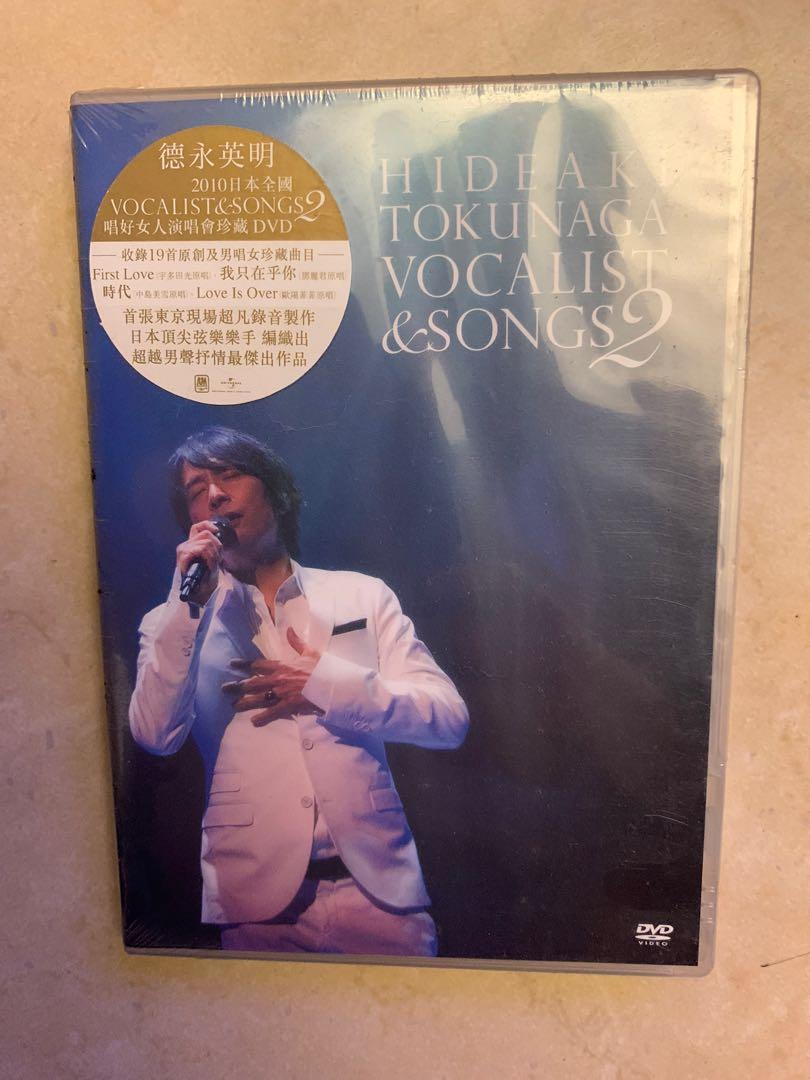 德永英明
2010日本全國
VOCALIST&SONGS2
唱好女人演唱會珍藏 DVD
收錄19首原創及男唱女珍藏曲目
First Love(宇多田光原唱)、我只在乎你(鄧麗君原唱)
時代(中島美雪原唱)、Love Is Over(歐陽菲菲原唱)
首張東京現場超凡錄音製作
日本頂尖弦樂樂手 編織出
超越男聲抒情最傑出作品
A&M
UNIVERSAL
HIDEAKI
TOKUNAGA
VOCALIST
&SONGS2
DVD
VIDEO